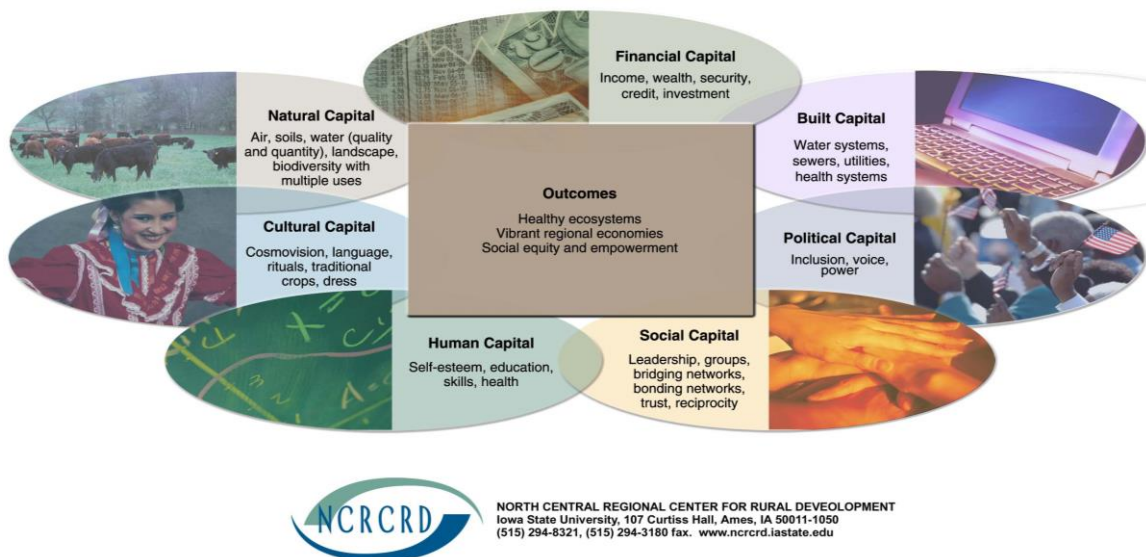 Financial Capital
Income, wealth, security,
credit, investment
Natural Capital
Air, soils, water (quality
and quantity), landscape,
biodiversity with
multiple uses
Built Capital
Water systems,
sewers, utilities,
health systems
Outcomes
Healthy ecosystems
Vibrant regional economies
Social equity and empowerment
Cultural Capital
Cosmovision, language,
rituals, traditional
crops, dress
Political Capital
Inclusion, voice,
power
Human Capital
Self-esteem, education,
skills, health
Social Capital
Leadership, groups,
bridging networks,
bonding networks,
trust, reciprocity
NCRCRD
NORTH CENTRAL REGIONAL CENTER FOR RURAL DEVELOPMENT
Iowa State University, 107 Curtiss Hall, Ames, IA 50011-1050
(515) 294-8321, (515) 294-3180 fax. www.ncrcrd.iastate.edu